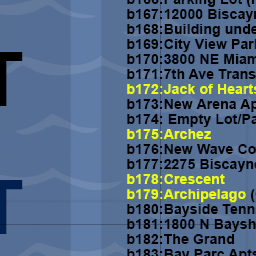 b166:Parking Lot
b167:12000 Biscayn
b168:Building unde
b169:City View Park
b170:3800 NE Miam
b171:7th Ave Trans
b172:Jack of Hearts
b173:New Arena Ap
b174: Empty Lot/Pa
b175:Archez
b176:New Wave Co
b177:2275 Biscayne
b178:Crescent
b179:Archipelago (
b180:Bayside Tenn
b181:1800 N Baysh
b182:The Grand
b183:Bay Parc Apts